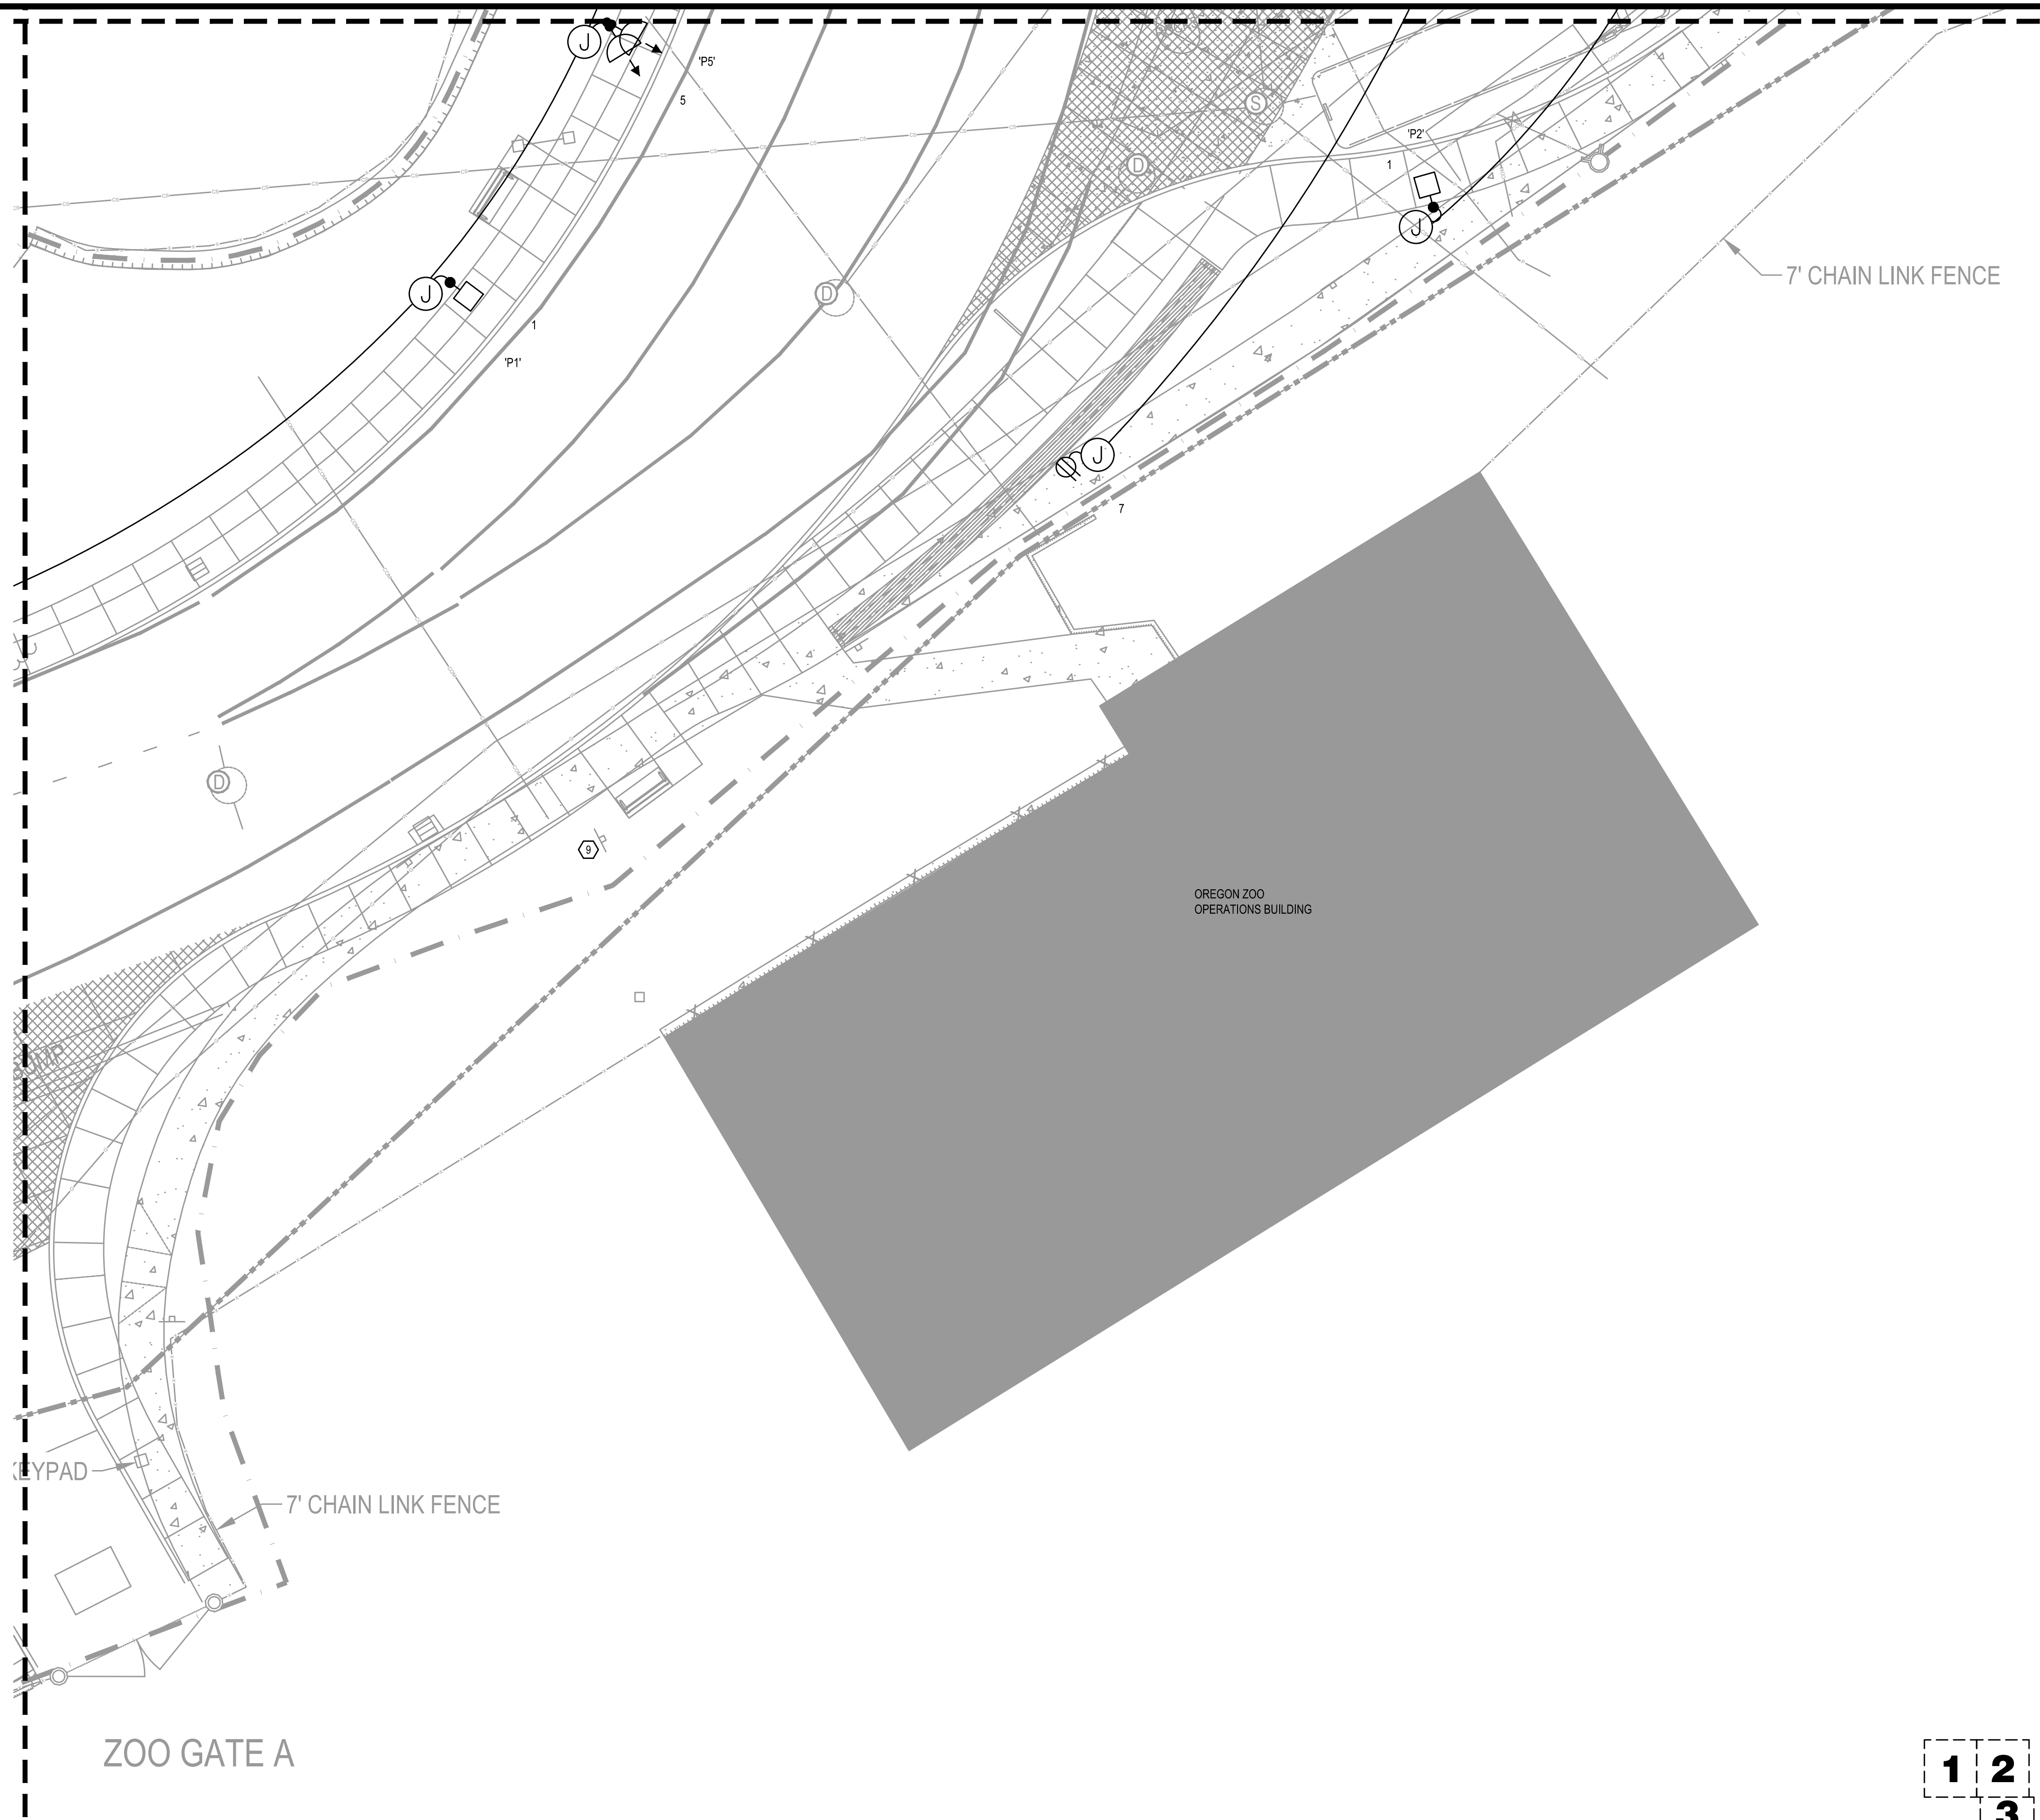 J
'P5'
5
S
'P2'
1
D
J
7' CHAIN LINK FENCE
J
D
1
'P1'
J
7
D
9
OREGON ZOO
OPERATIONS BUILDING
KEYPAD
7' CHAIN LINK FENCE
ZOO GATE A
1 2
3